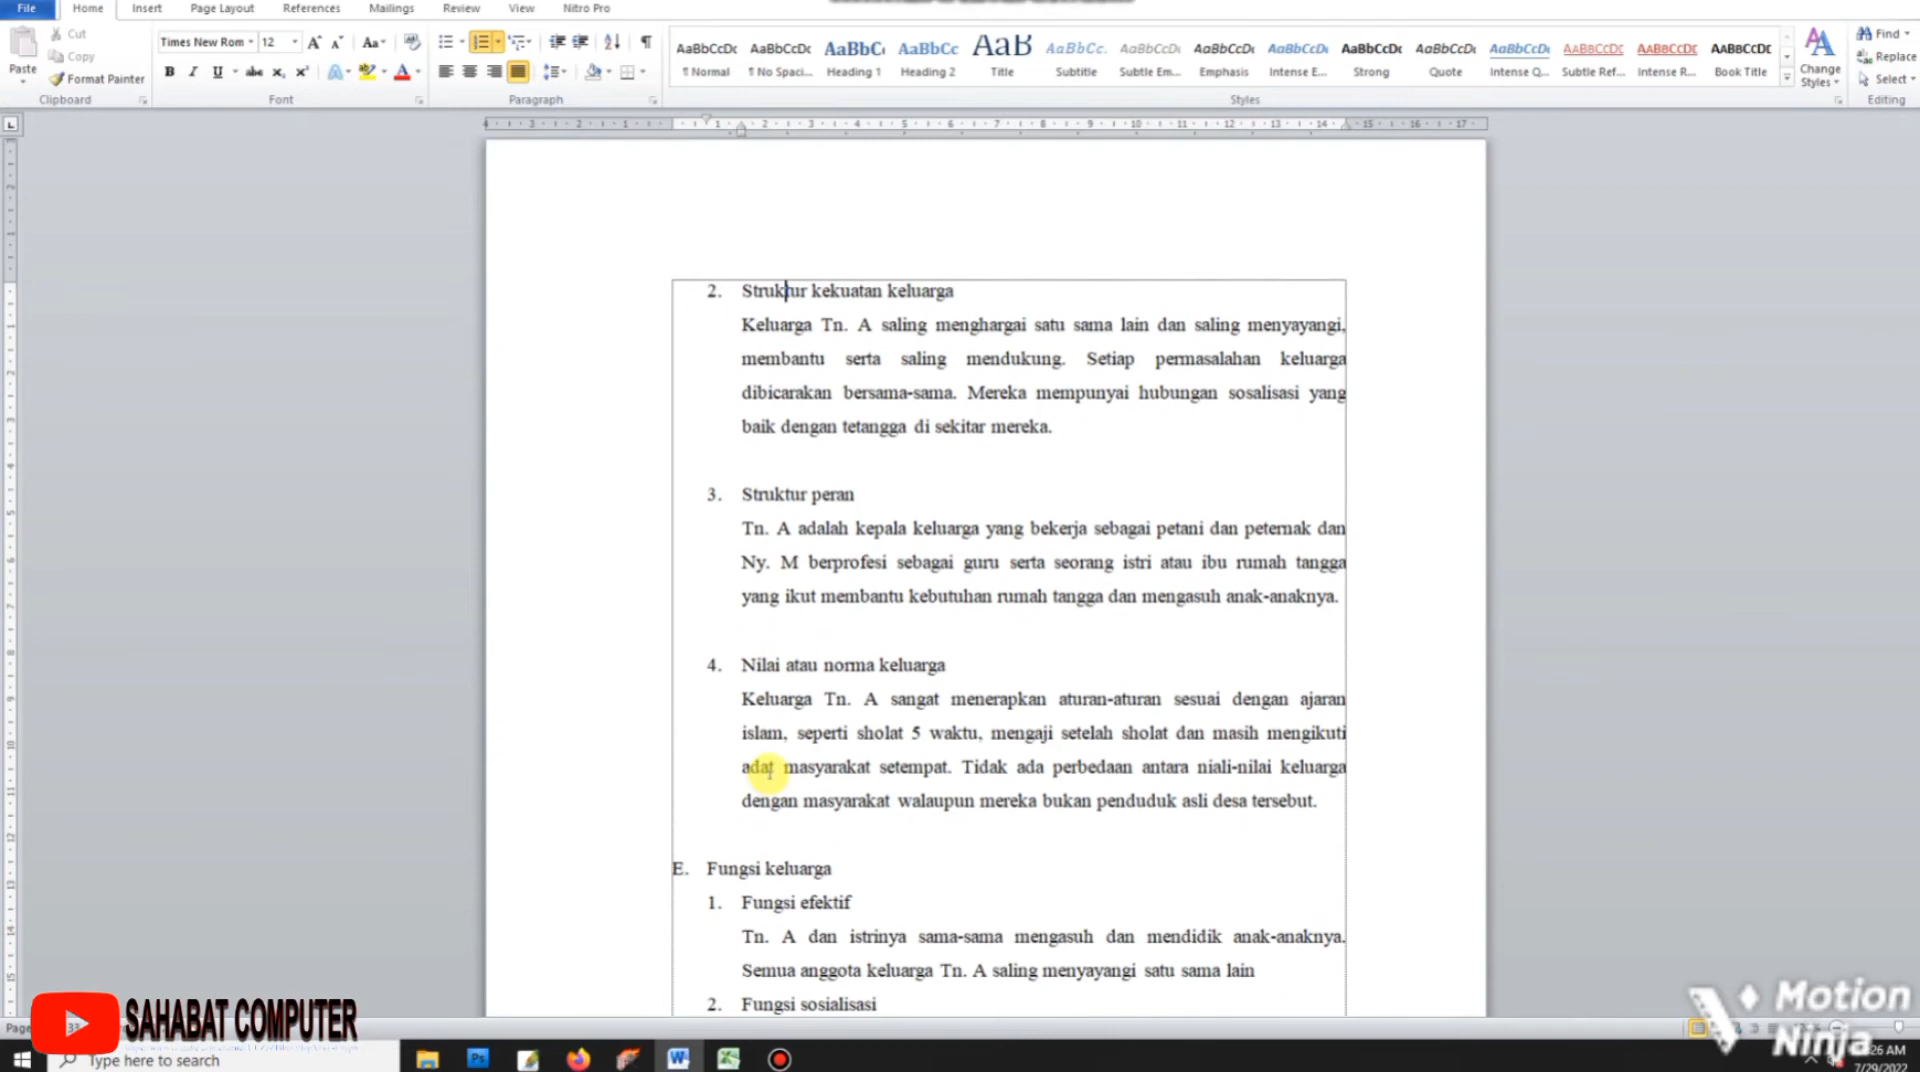 File Home Insert Page Layout References Mailings Review View Nitro Pro
Cut
Copy
Format Painter
Paste
Clipboard
Times New Rom 12
Font
Paragraph
AaBbCcDc AaBbCcDc AaBbC AaBbCc AaB AaBbCc. AaBbCcDc AaBbCcDc AaBbCcDc AaBbCcDc AaBbCcDc AaBbCcDc AABBCCDC AABBCCDC AaBbCcDc
¶ Normal ¶ No Spaci... Heading 1 Heading 2 Title Subtitle Subtle Em... Emphasis Intense E... Strong Quote Intense Q... Subtle Ref... Intense R... Book Title
Styles
Change
Styles
Find
Replace
Select
Editing
2. Struktur kekuatan keluarga
Keluarga Tn. A saling menghargai satu sama lain dan saling menyayangi,
membantu serta saling mendukung. Setiap permasalahan keluarga
dibicarakan bersama-sama. Mereka mempunyai hubungan sosalisasi yang
baik dengan tetangga di sekitar mereka.
3. Struktur peran
Tn. A adalah kepala keluarga yang bekerja sebagai petani dan peternak dan
Ny. M berprofesi sebagai guru serta seorang istri atau ibu rumah tangga
yang ikut membantu kebutuhan rumah tangga dan mengasuh anak-anaknya.
4. Nilai atau norma keluarga
Keluarga Tn. A sangat menerapkan aturan-aturan sesuai dengan ajaran
islam, seperti sholat 5 waktu, mengaji setelah sholat dan masih mengikuti
adat masyarakat setempat. Tidak ada perbedaan antara niali-nilai keluarga
dengan masyarakat walaupun mereka bukan penduduk asli desa tersebut.
E. Fungsi keluarga
1. Fungsi efektif
Tn. A dan istrinya sama-sama mengasuh dan mendidik anak-anaknya.
Semua anggota keluarga Tn. A saling menyayangi satu sama lain
2. Fungsi sosialisasi
SAHABAT COMPUTER
Motion
Ninja
Page
Type here to search
26 AM
7/29/2022